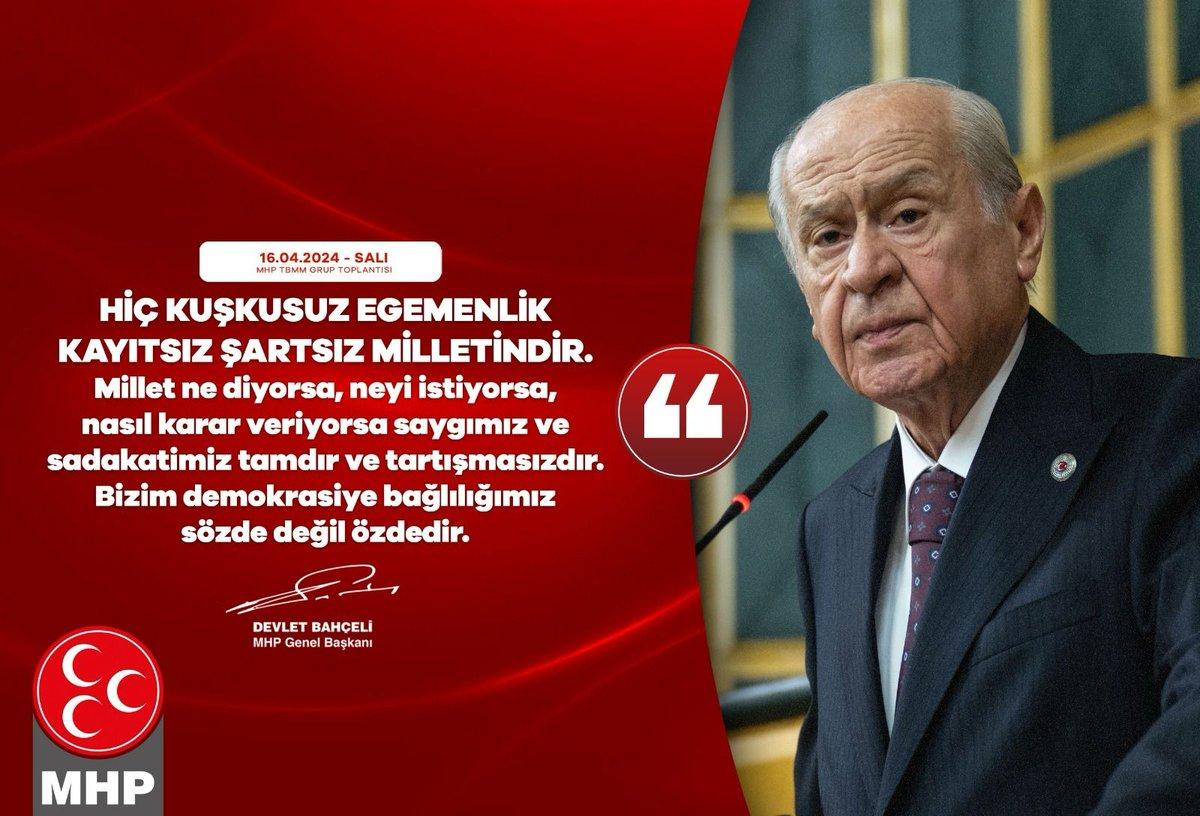 16.04.2024 - SALI
MHP TBMM GRUP TOPLANTISI
HİÇ KUŞKUSUZ EGEMENLİK
KAYITSIZ ŞARTSIZ MİLLETİNDİR.
Millet ne diyorsa, neyi istiyorsa,
nasıl karar veriyorsa saygımız ve
sadakatimiz tamdır ve tartışmasızdır.
Bizim demokrasiye bağlılığımız
sözde değil özdedir.
DEVLET BAHÇELİ
MHP Genel Başkanı
MHP